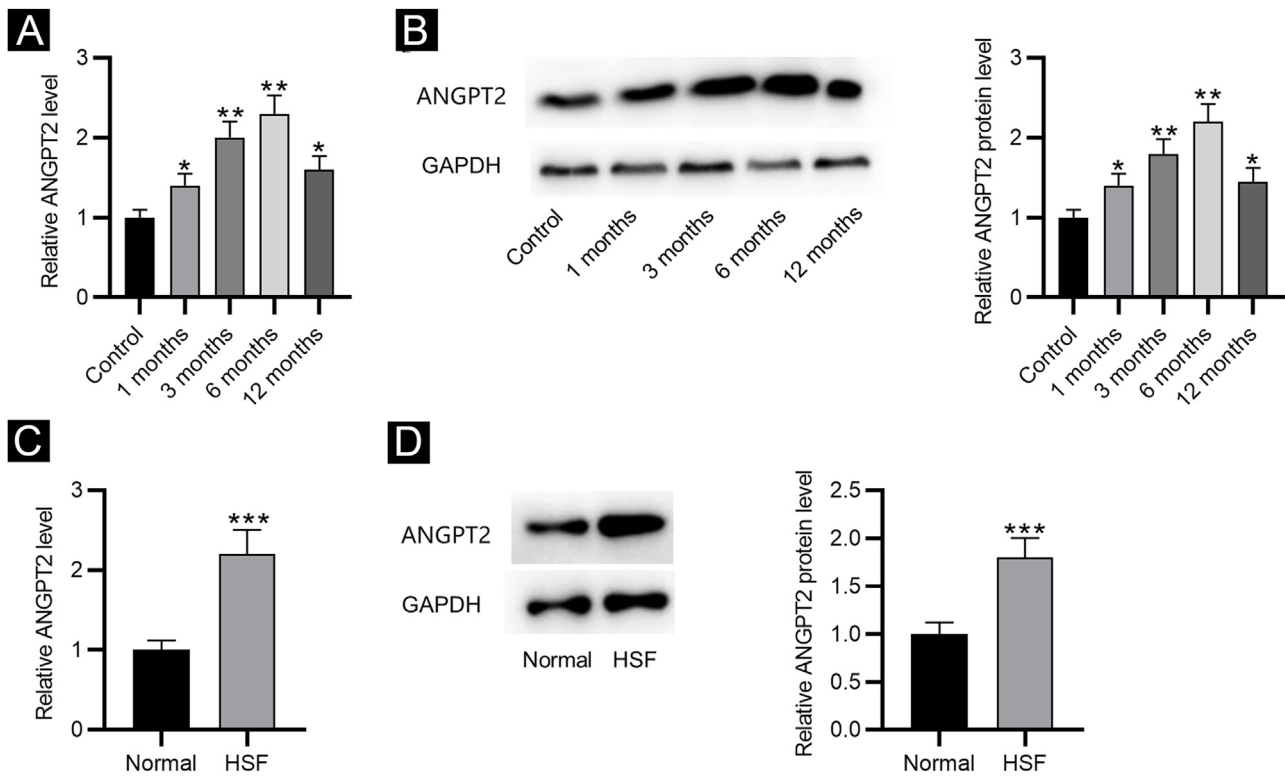 A
Relative ANGPT2 level
3
2
1
0
*
**
**
*
Control
1 months
3 months
6 months
12 months
B
ANGPT2
GAPDH
Control
1 months
3 months
6 months
12 months
Relative ANGPT2 protein level
3
2
1
0
*
**
**
*
Control
1 months
3 months
6 months
12 months
C
Relative ANGPT2 level
3
2
1
0
***
Normal
HSF
D
ANGPT2
GAPDH
Normal HSF
Relative ANGPT2 protein level
2.5
2.0
1.5
1.0
0.5
0.0
***
Normal
HSF